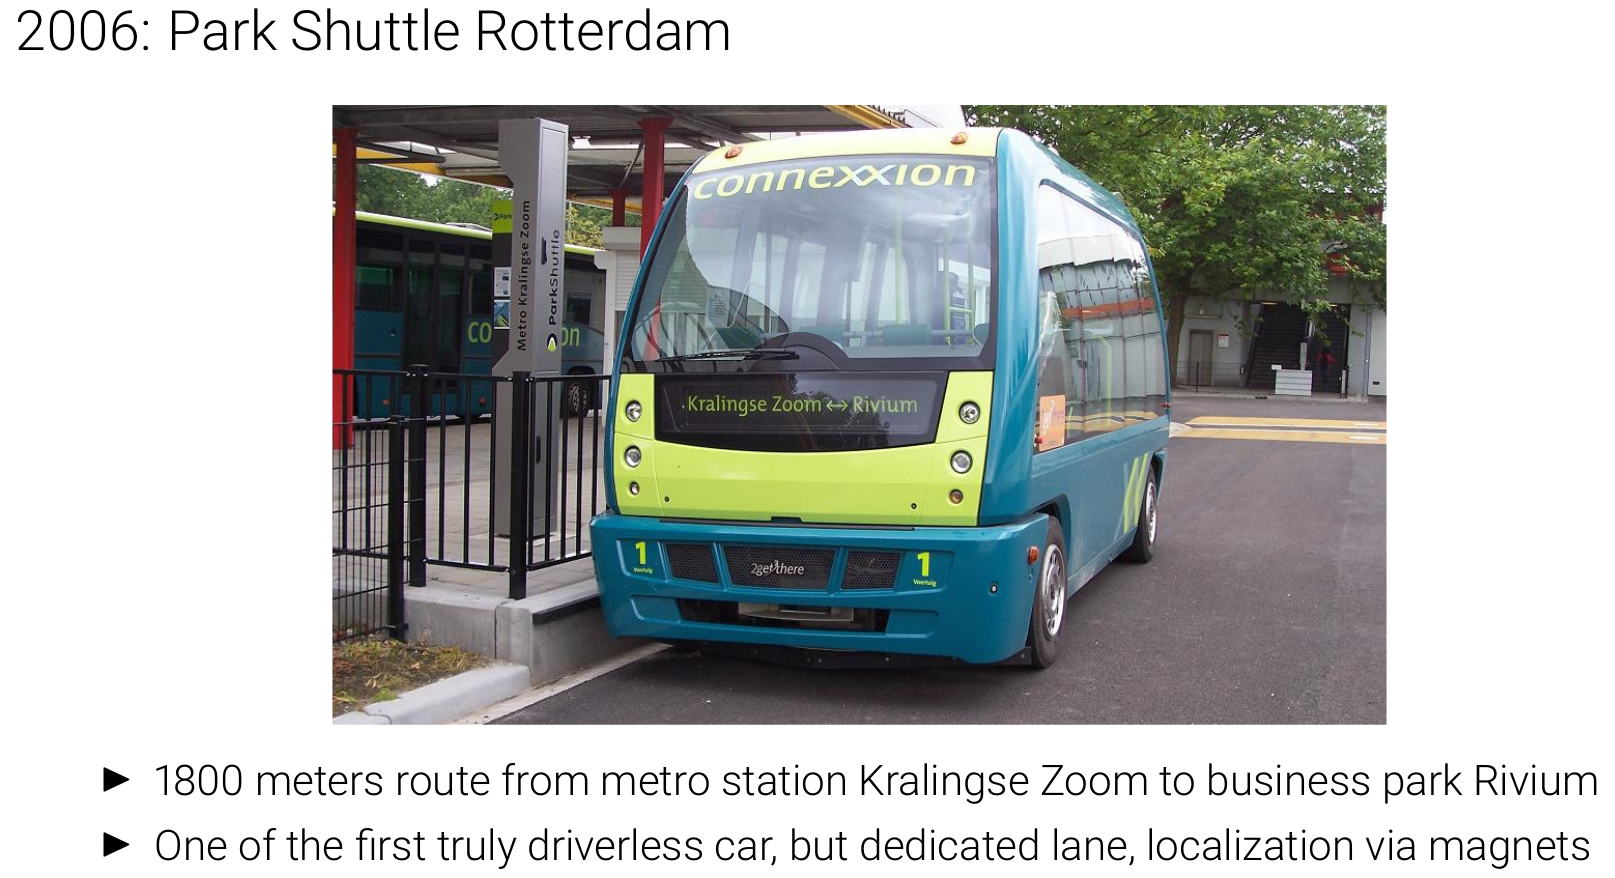 2006: Park Shuttle Rotterdam
connexxion
Metro Kralingse Zoom
ParkShuttle
Kralingse Zoom ↔ Rivium
1
Voertuig
2getthere
1
Voertuig
► 1800 meters route from metro station Kralingse Zoom to business park Rivium
► One of the first truly driverless car, but dedicated lane, localization via magnets